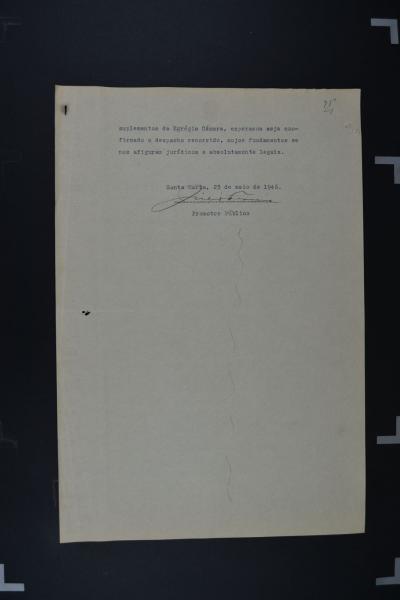 suplementos da Egrégia Câmara, esperamos seja con-
firmado o despacho recorrido, cujos fundamentos se
nos afiguram jurídicos e absolutamente legais.
Santa Maria, 25 de maio de 1946.
Promotor Público